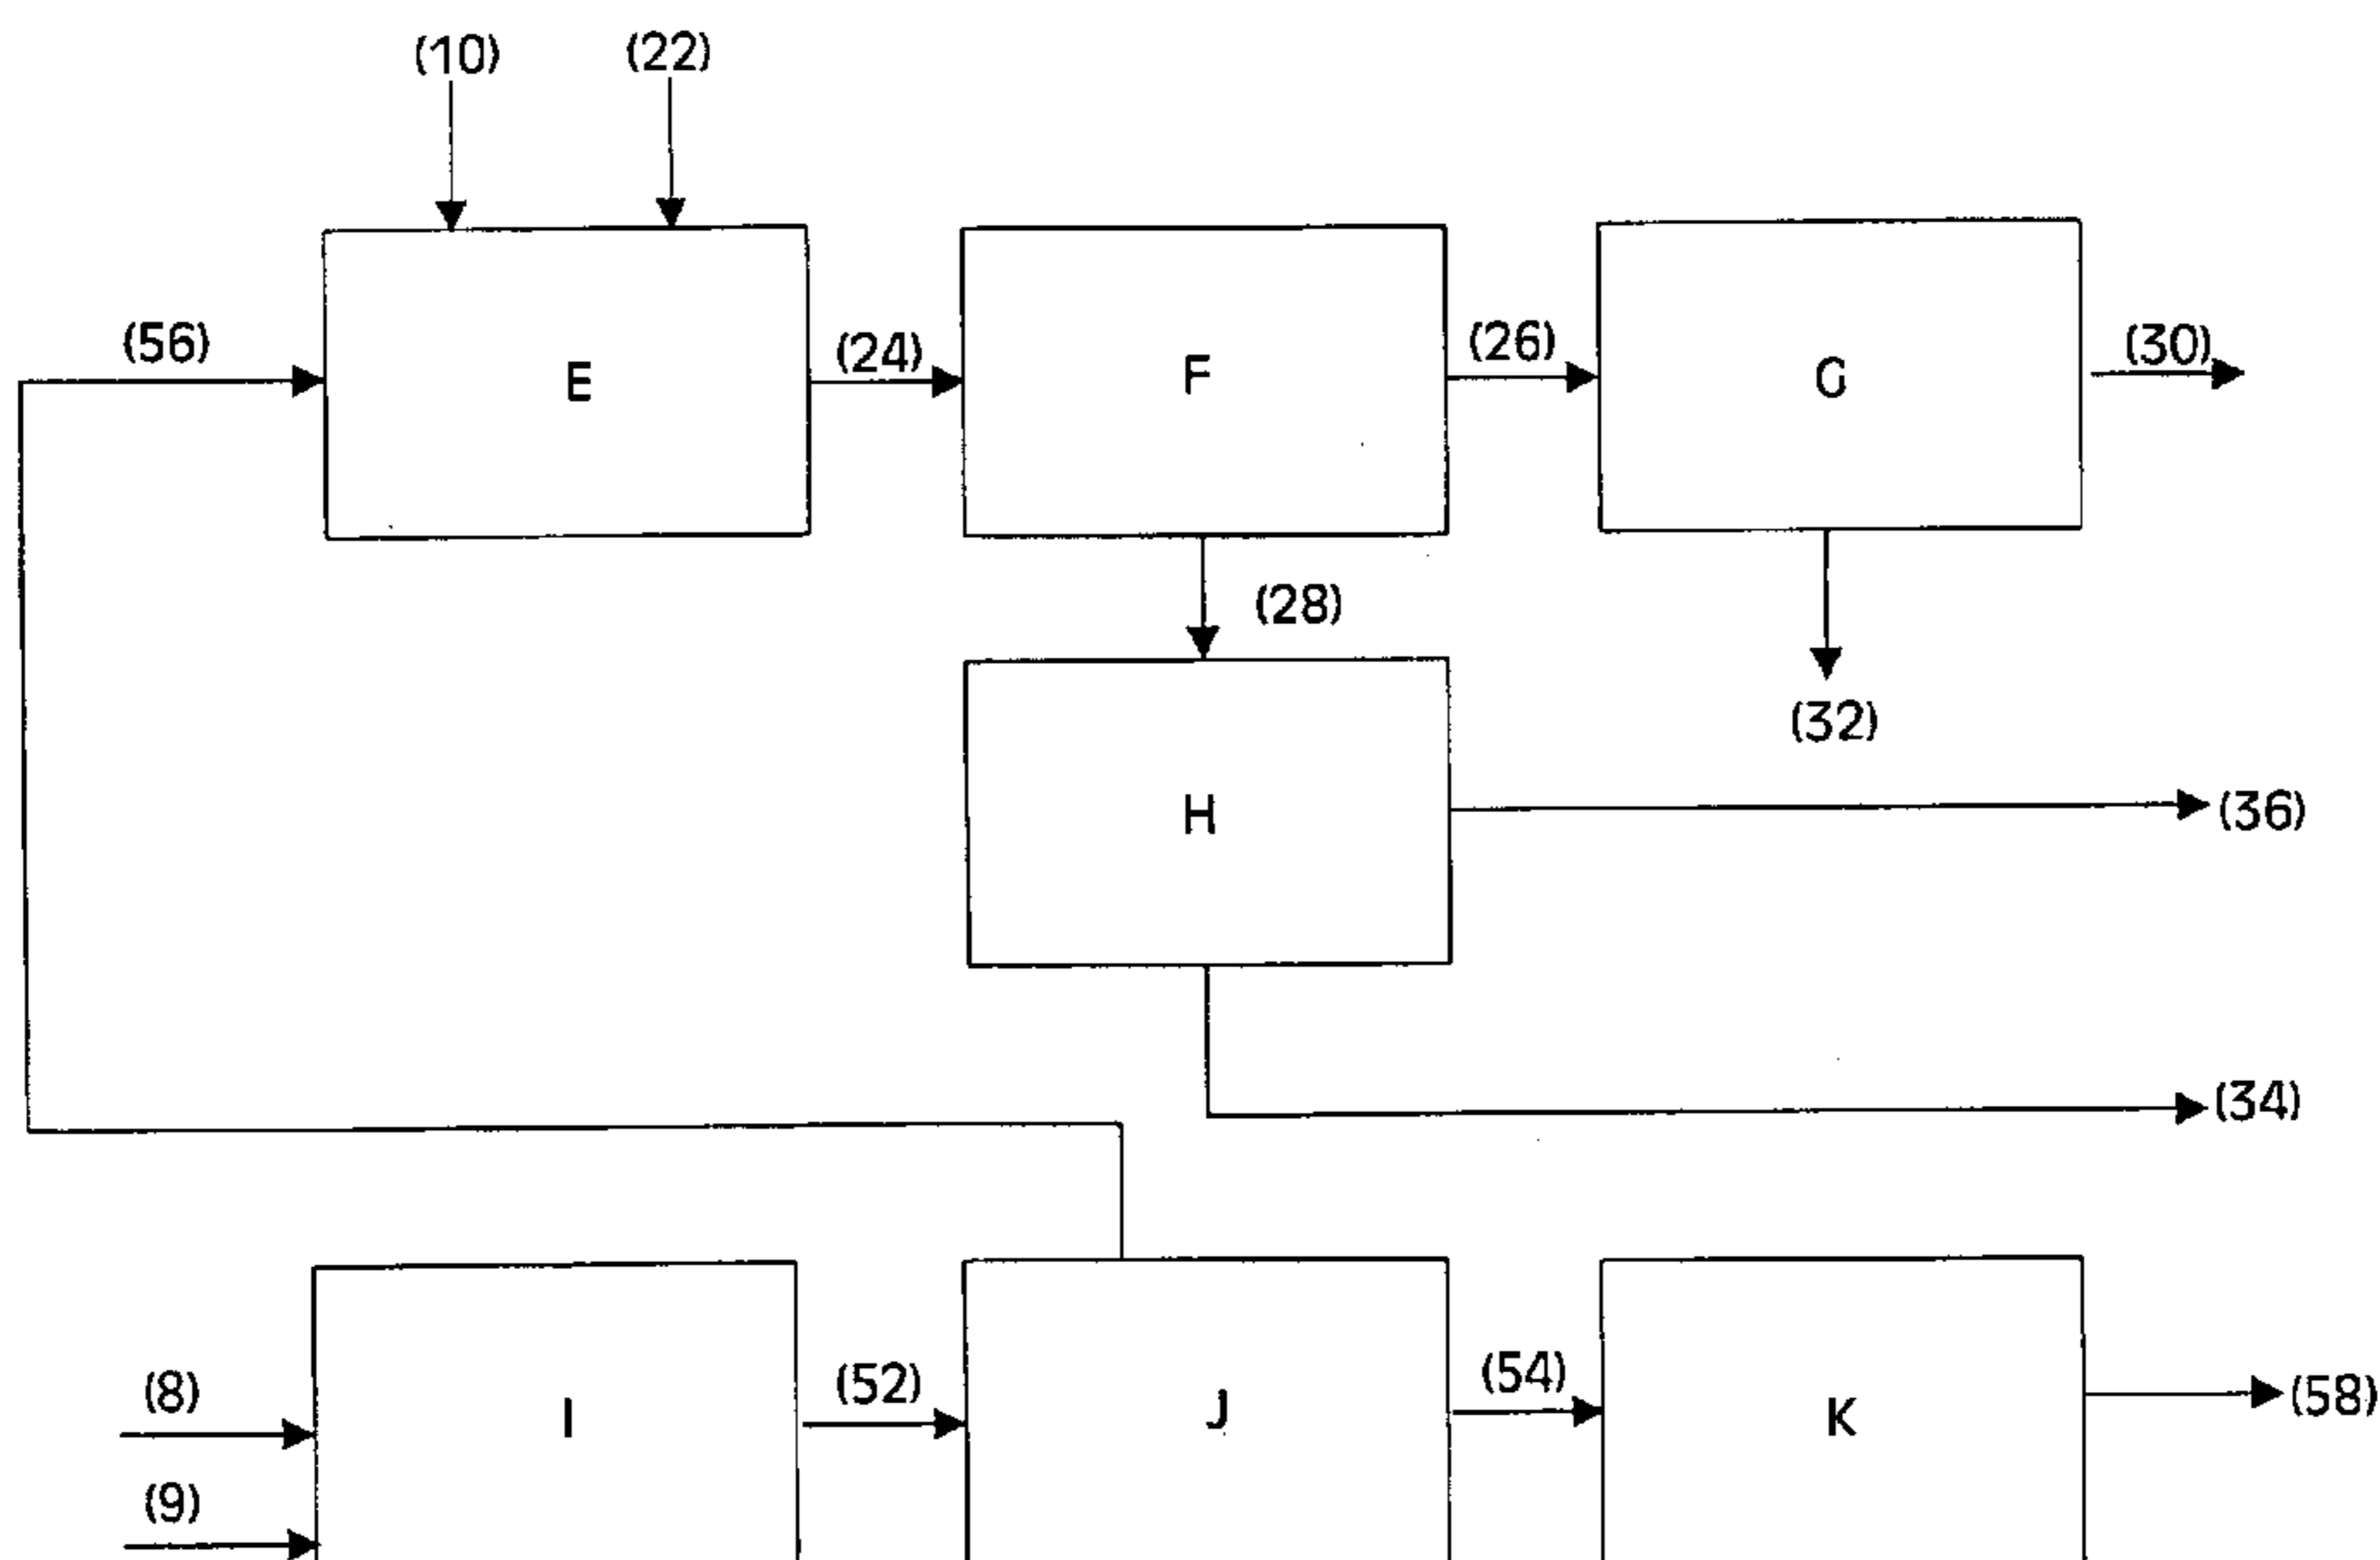 (10) (22)
(56) E (24) F (26) G (30)
(28)
(32)
H (36)
(34)
(8) I (52) J (54) K (58)
(9)